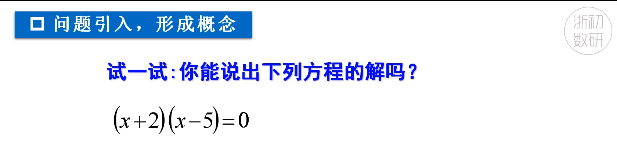 问题引入，形成概念
浙初
数研
试一试:你能说出下列方程的解吗？
(x+2)(x−5)=0